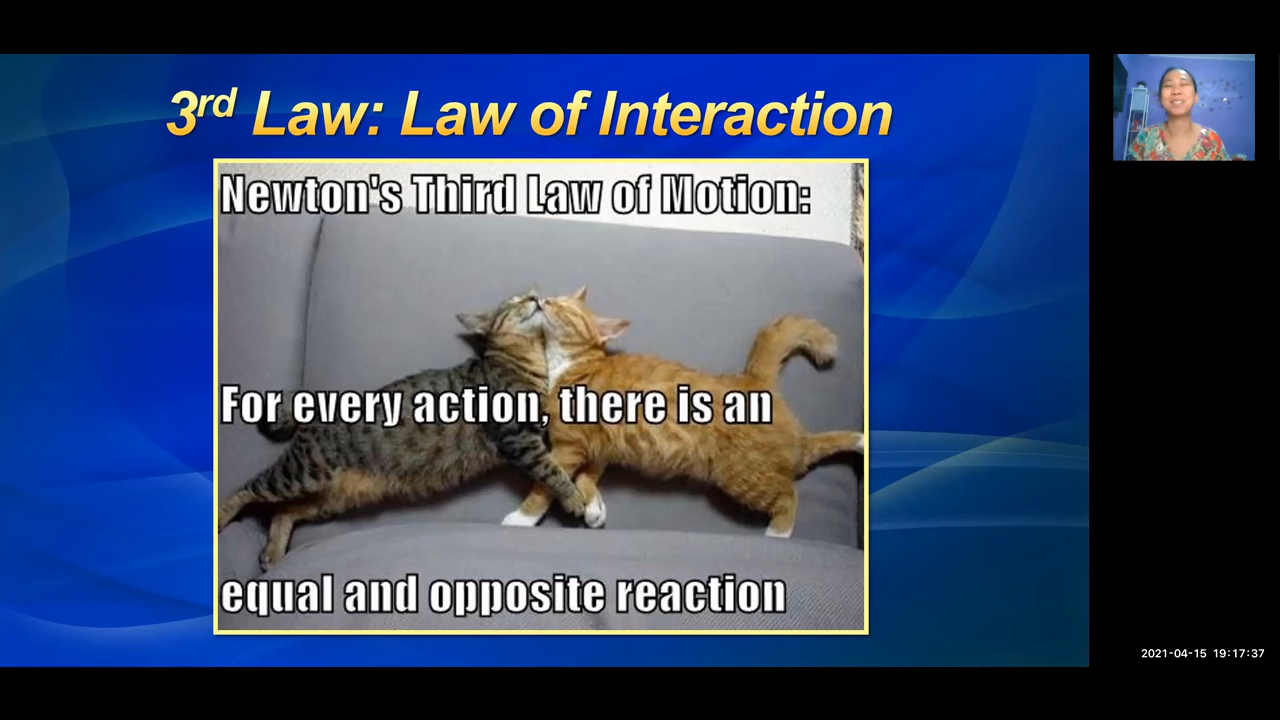 3rd Law: Law of Interaction
Newton's Third Law of Motion:
For every action, there is an
equal and opposite reaction
2021-04-15 19:17:37